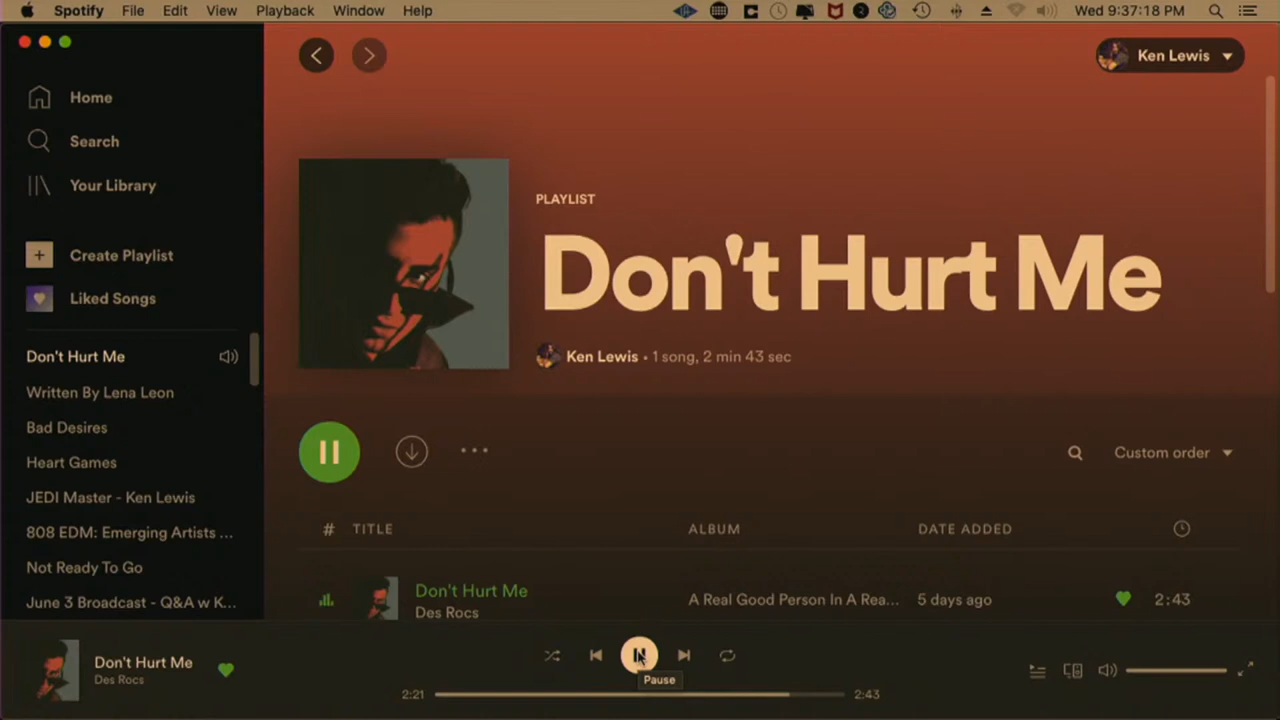 Spotify File Edit View Playback Window Help Wed 9:37:18 PM
Ken Lewis
Home
Search
Your Library
Create Playlist
Liked Songs
Don't Hurt Me
Written By Lena Leon
Bad Desires
Heart Games
JEDI Master - Ken Lewis
808 EDM: Emerging Artists ...
Not Ready To Go
June 3 Broadcast - Q&A w K...
PLAYLIST
Don't Hurt Me
Ken Lewis • 1 song, 2 min 43 sec
Custom order
# TITLE ALBUM DATE ADDED
Don't Hurt Me
Des Rocs
A Real Good Person In A Rea... 5 days ago 2:43
Don't Hurt Me
Des Rocs
Pause
2:21 2:43